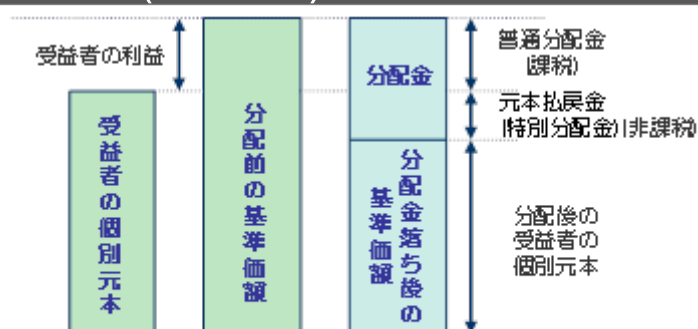 受益者の利益
受益者の個別元本
分配前の基準価額
分配金
分配金落ち後の
基準価額
普通分配金
(課税)
元本払戻金
(特別分配金)(非課税)
分配後の
受益者の
個別元本